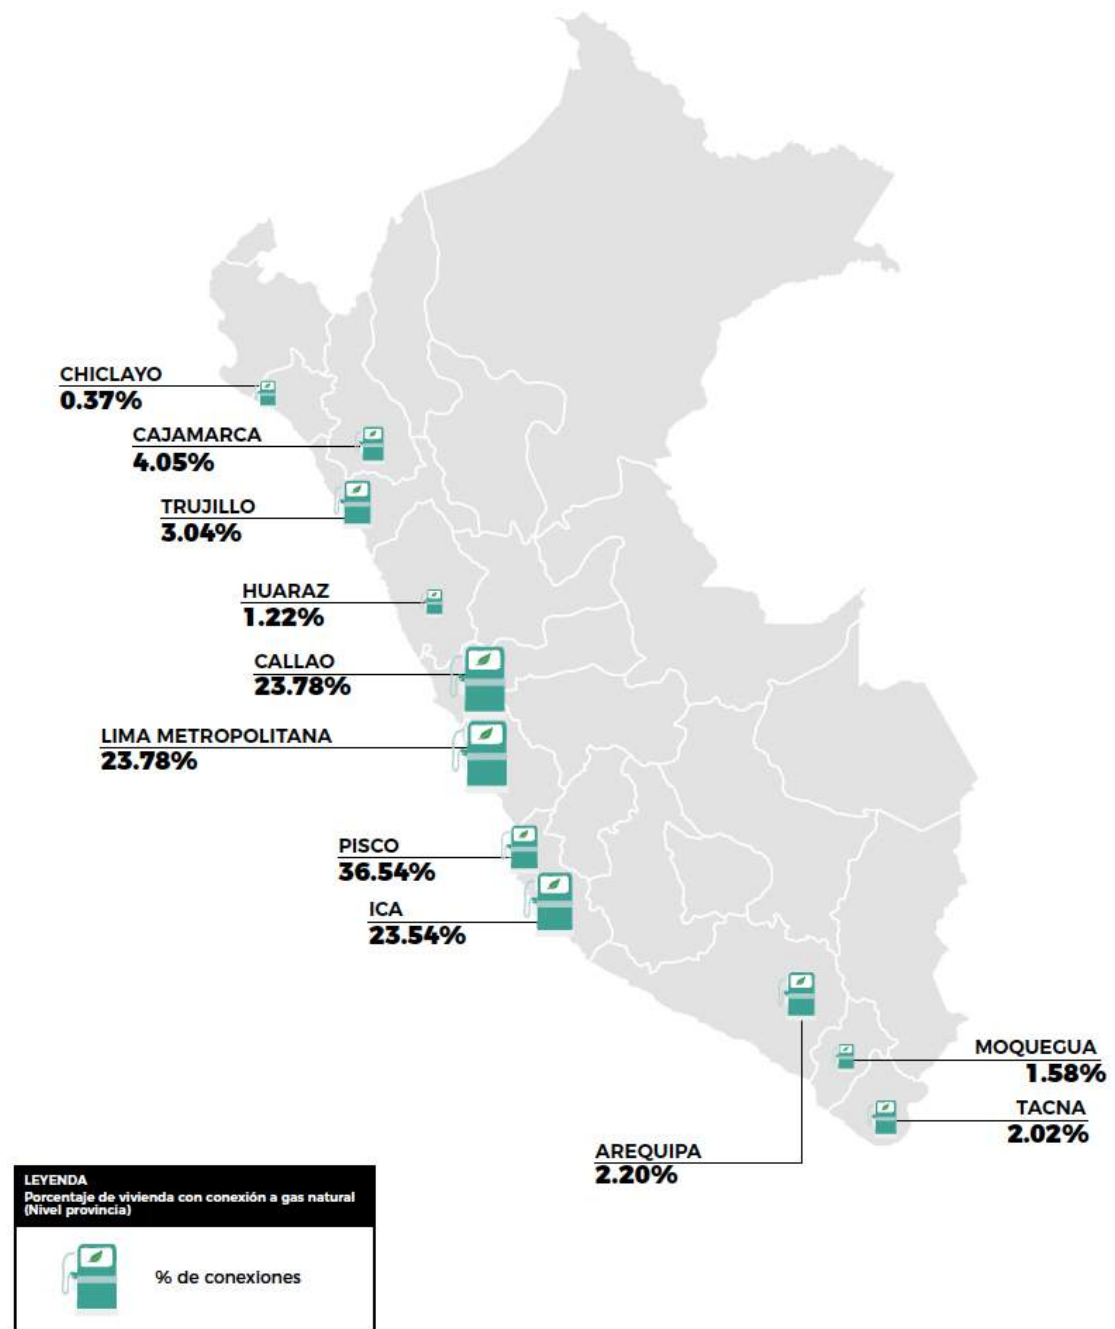 CHICLAYO
0.37%
CAJAMARCA
4.05%
TRUJILLO
3.04%
HUARAZ
1.22%
CALLAO
23.78%
LIMA METROPOLITANA
23.78%
PISCO
36.54%
ICA
23.54%
MOQUEGUA
1.58%
TACNA
2.02%
AREQUIPA
2.20%
LEYENDA
Porcentaje de vivienda con conexión a gas natural
(Nivel provincia)
% de conexiones